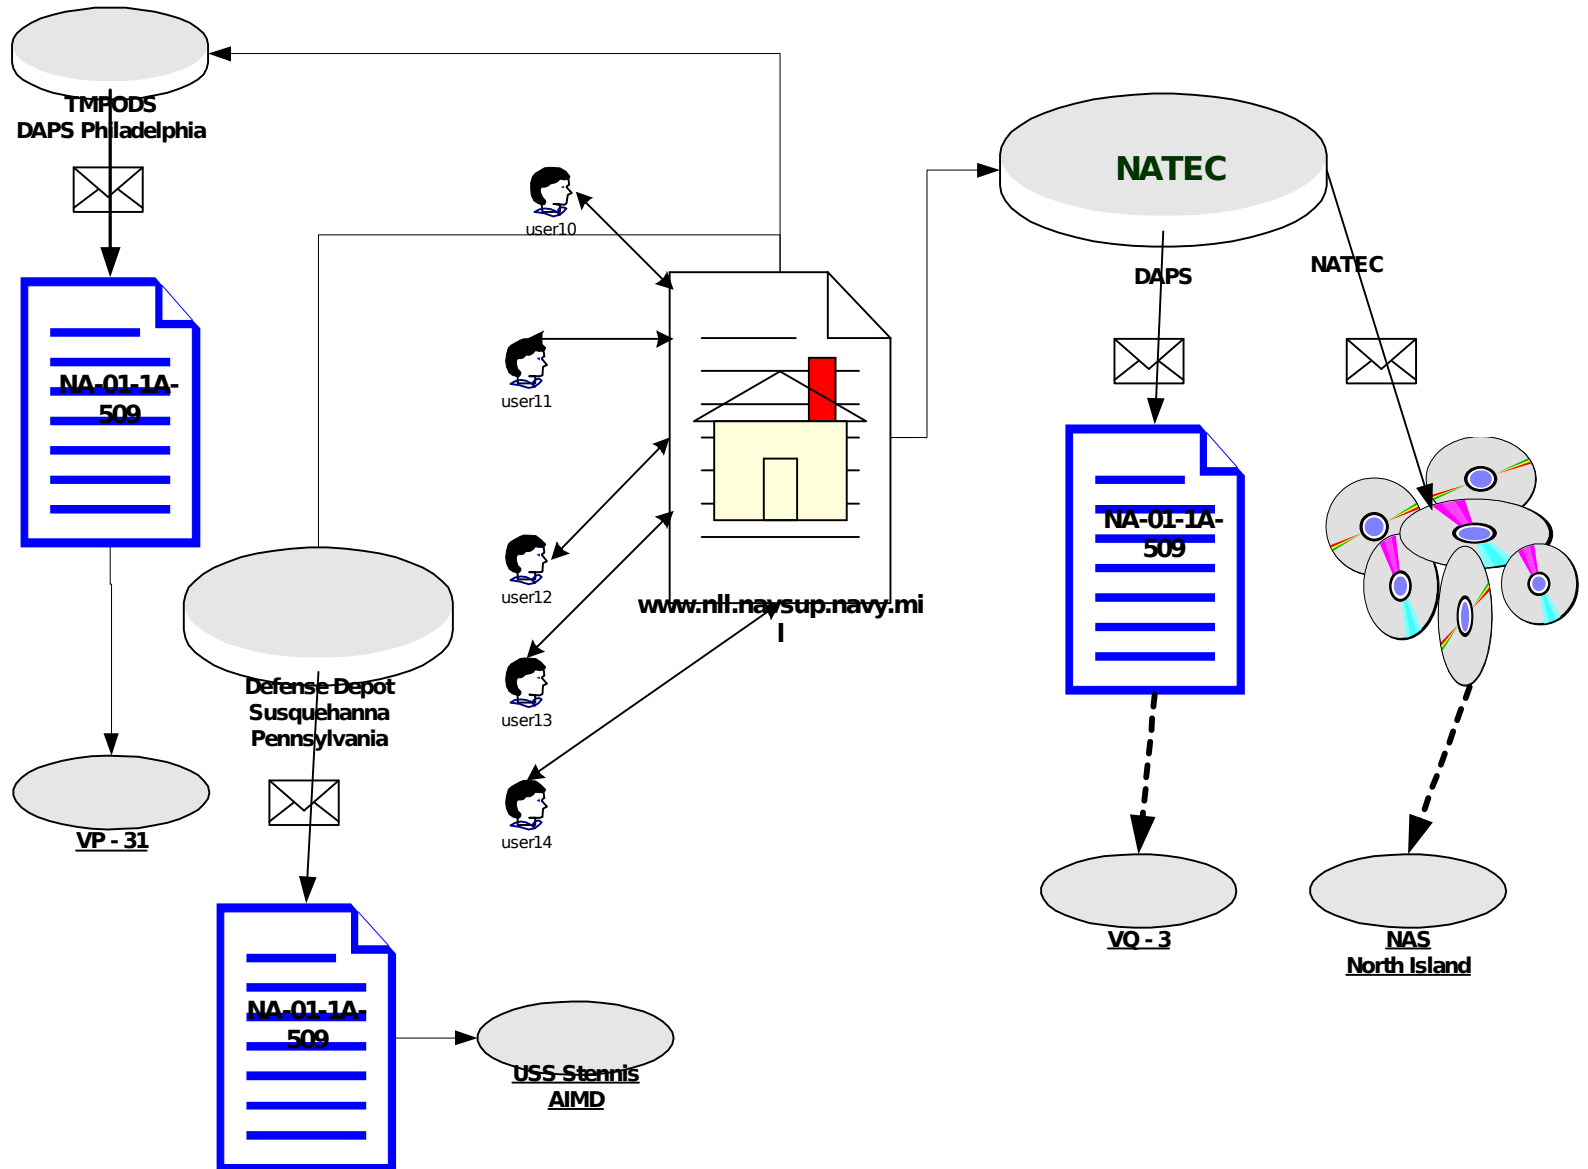 TMPODS
DAPS Philadelphia
NA-01-1A-
509
VP - 31
Defense Depot
Susquehanna
Pennsylvania
NA-01-1A-
509
USS Stennis
AIMD
user10
user11
user12
user13
user14
www.nll.navsup.navy.mi
l
NATEC
DAPS
NATEC
NA-01-1A-
509
VQ - 3
NAS
North Island